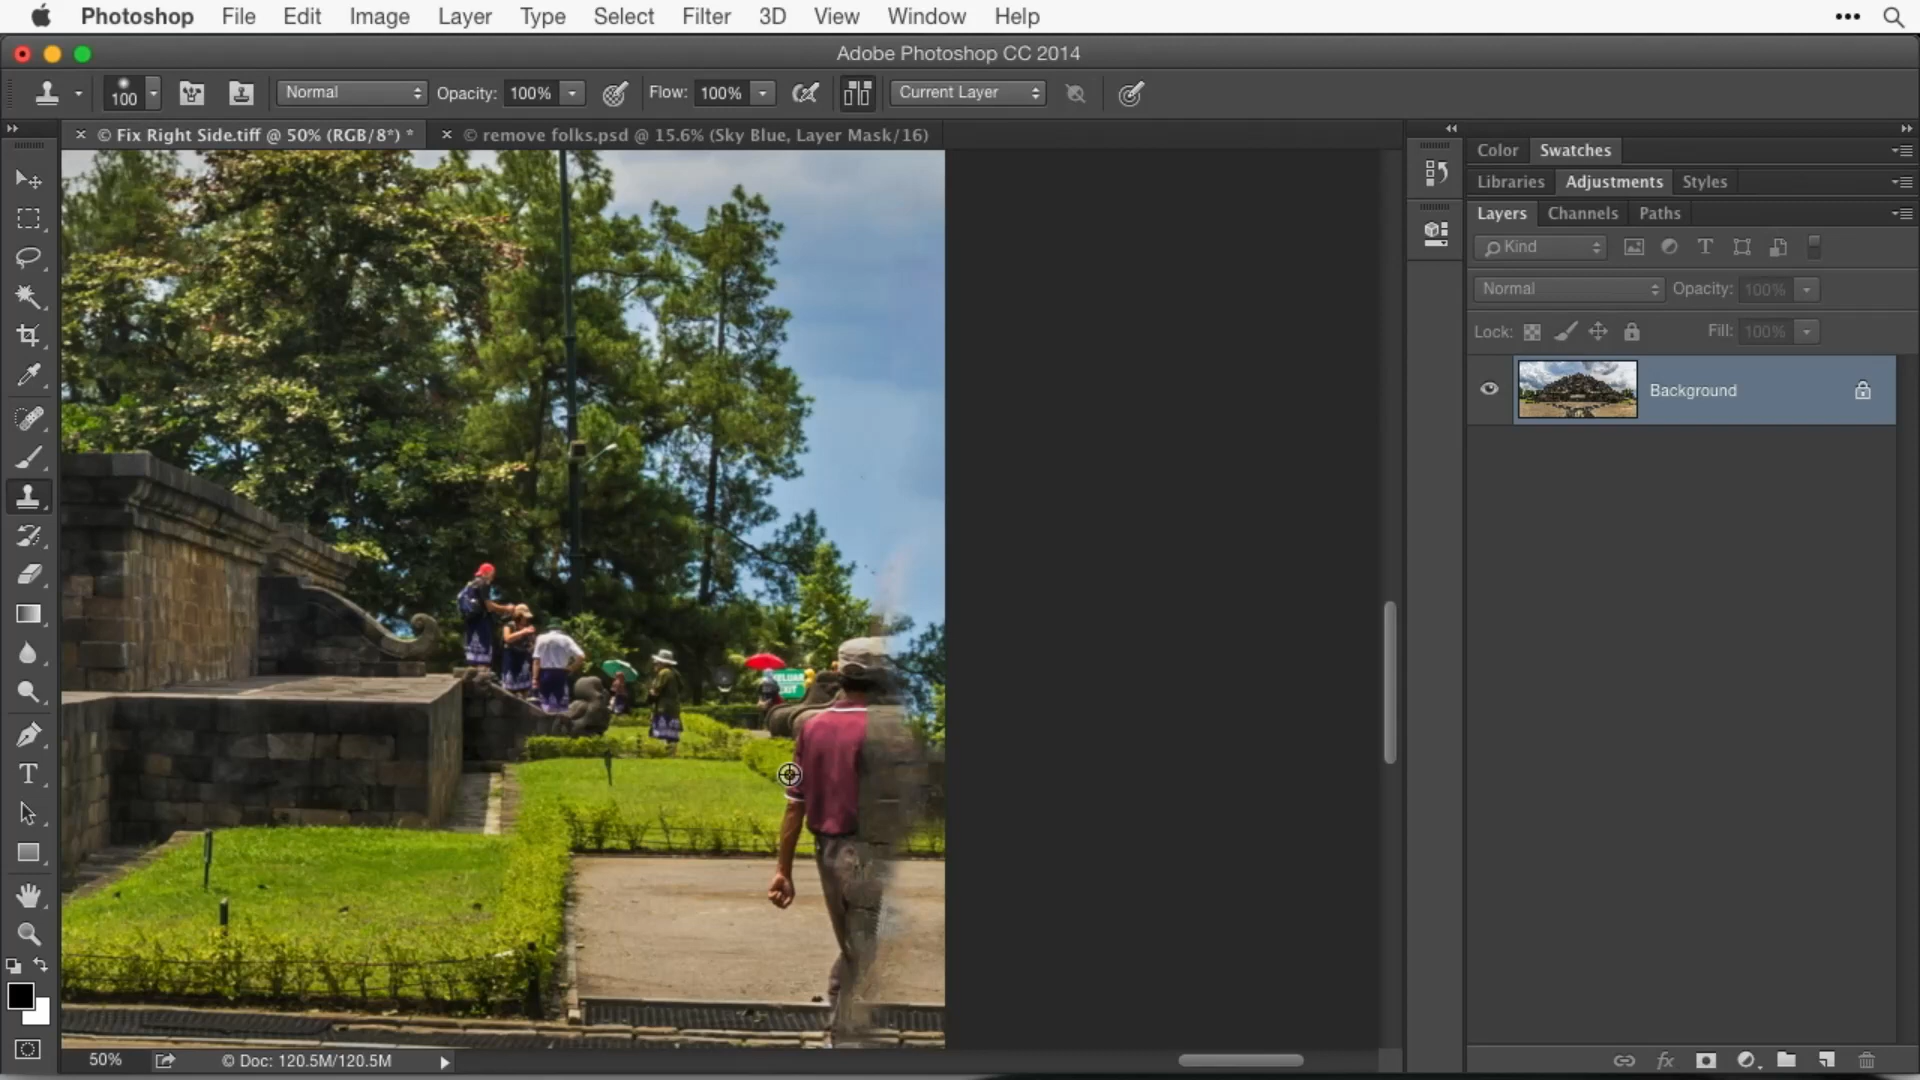 Photoshop File Edit Image Layer Type Select Filter 3D View Window Help
Adobe Photoshop CC 2014
100 Normal Opacity: 100% Flow: 100% Current Layer
© Fix Right Side.tiff @ 50% (RGB/8*) * © remove folks.psd @ 15.6% (Sky Blue, Layer Mask/16)
Color Swatches
Libraries Adjustments Styles
Layers Channels Paths
Kind
Normal Opacity: 100%
Lock: Fill: 100%
Background
50% © Doc: 120.5M/120.5M